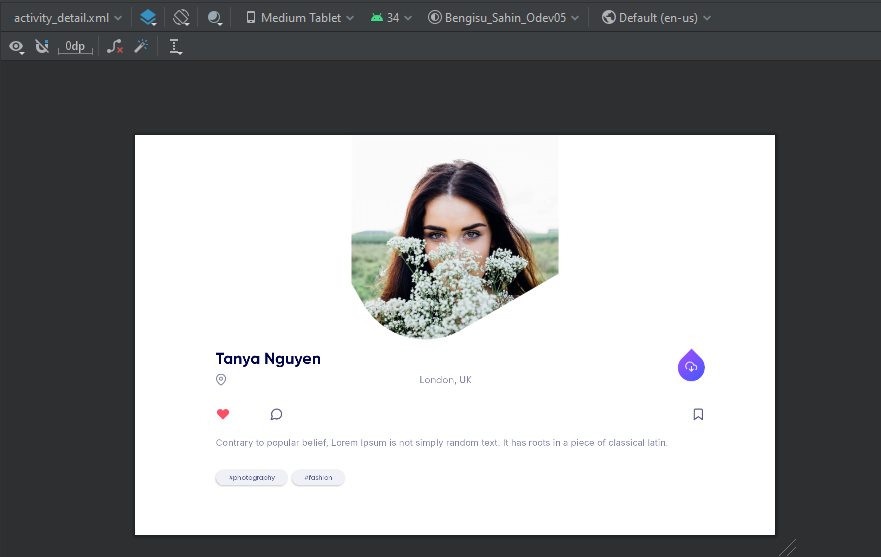 activity_detail.xml Medium Tablet 34 Bengisu_Sahin_Odev05 Default (en-us)
0dp
Tanya Nguyen
London, UK
Contrary to popular belief, Lorem Ipsum is not simply random text. It has roots in a piece of classical latin.
#photography #fashion